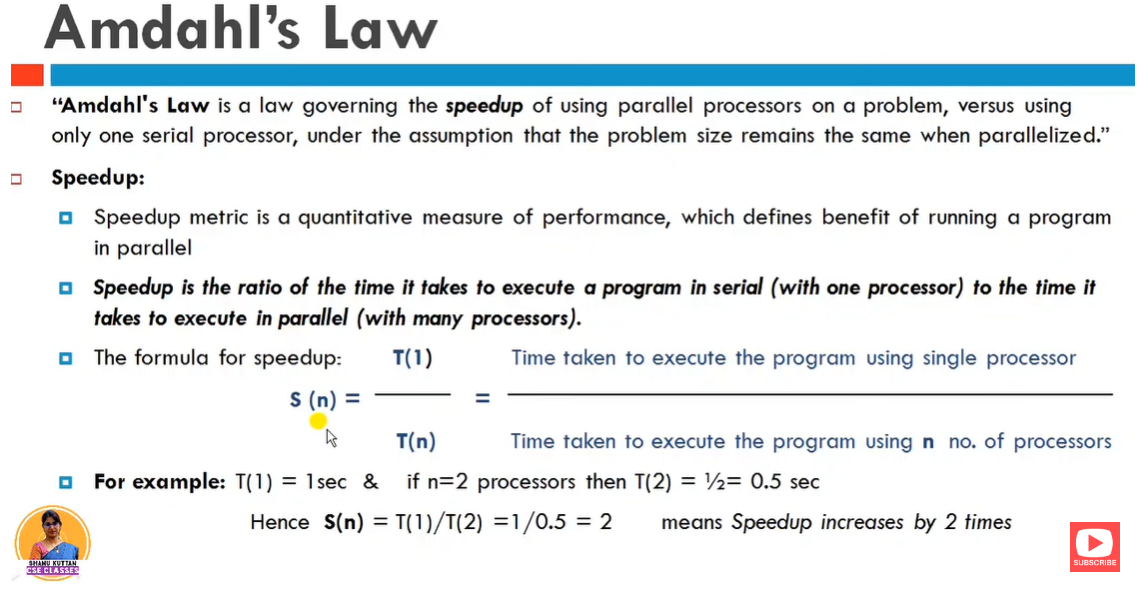 Amdahl's Law
"Amdahl's Law is a law governing the speedup of using parallel processors on a problem, versus using
only one serial processor, under the assumption that the problem size remains the same when parallelized."
Speedup:
Speedup metric is a quantitative measure of performance, which defines benefit of running a program
in parallel
Speedup is the ratio of the time it takes to execute a program in serial (with one processor) to the time it
takes to execute in parallel (with many processors).
The formula for speedup: T(1) Time taken to execute the program using single processor
S (n) = =
T(n) Time taken to execute the program using n no. of processors
For example: T(1) = 1sec & if n=2 processors then T(2) = ½= 0.5 sec
Hence S(n) = T(1)/T(2) =1/0.5 = 2 means Speedup increases by 2 times
SHANU KUTTAN
CSE CLASSES
SUBSCRIBE